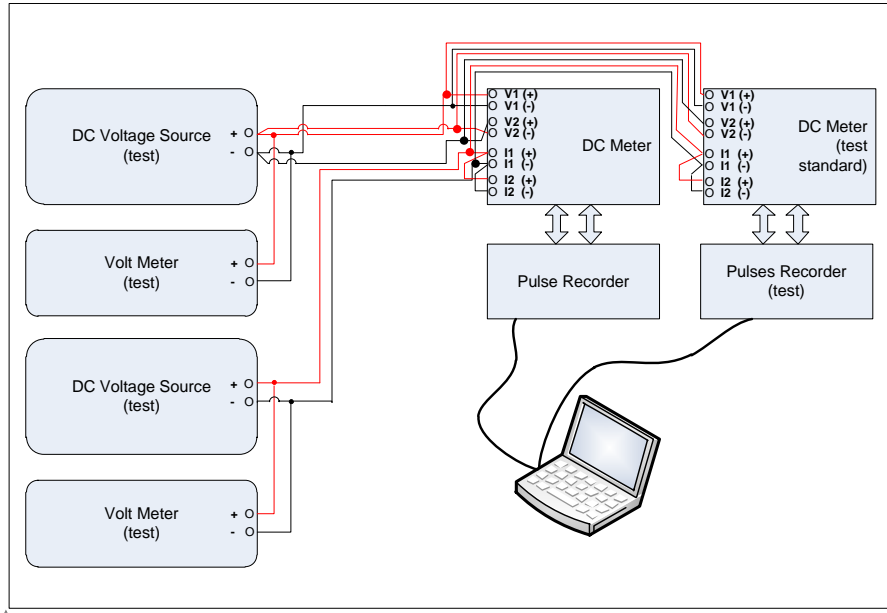 DC Voltage Source
(test)
+ O
- O
Volt Meter
(test)
+ O
- O
DC Voltage Source
(test)
+ O
- O
Volt Meter
(test)
+ O
- O
V1 (+)
V1 (-)
V2 (+)
V2 (-)
I1 (+)
I1 (-)
I2 (+)
I2 (-)
DC Meter
V1 (+)
V1 (-)
V2 (+)
V2 (-)
I1 (+)
I1 (-)
I2 (+)
I2 (-)
DC Meter
(test
standard)
Pulse Recorder
Pulses Recorder
(test)